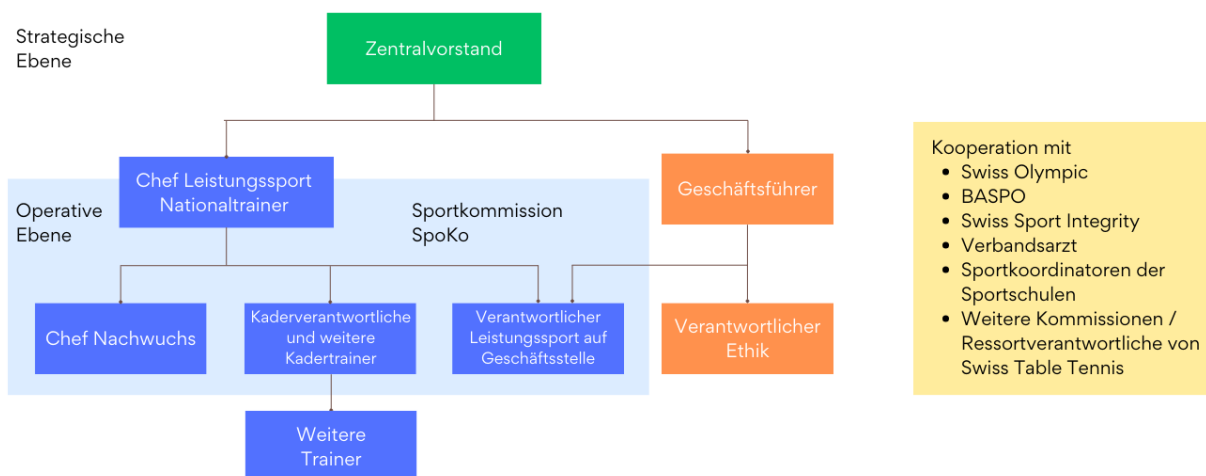 Strategische
Ebene
Zentralvorstand
Chef Leistungssport
Nationaltrainer
Geschäftsführer
Operative
Ebene
Sportkommission
SpoKo
Chef Nachwuchs
Kaderverantwortliche
und weitere
Kadertrainer
Verantwortlicher
Leistungssport auf
Geschäftsstelle
Verantwortlicher
Ethik
Weitere
Trainer
Kooperation mit
• Swiss Olympic
• BASPO
• Swiss Sport Integrity
• Verbandsarzt
• Sportkoordinatoren der
Sportschulen
• Weitere Kommissionen /
Ressortverantwortliche von
Swiss Table Tennis